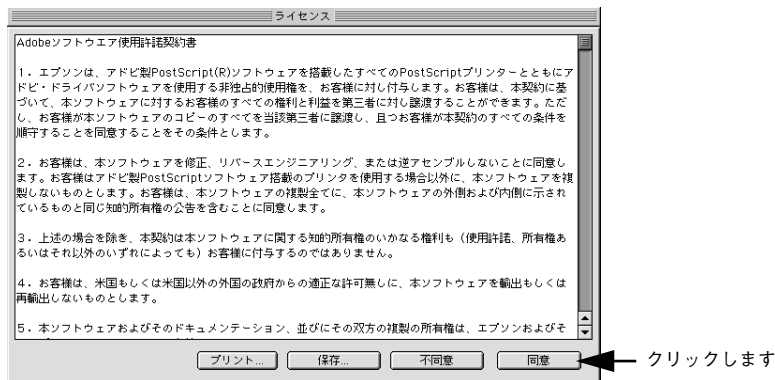 ライセンス
Adobeソフトウエア使用許諾契約書
1. エプソンは、アドビ製PostScript(R)ソフトウェアを搭載したすべてのPostScriptプリンターとともにア
ドビ・ドライバソフトウェアを使用する非独占的使用権を、お客様に対し付与します。お客様は、本契約に基
づいて、本ソフトウェアに対するお客様のすべての権利と利益を第三者に対し譲渡することができます。ただ
し、お客様が本ソフトウェアのコピーのすべてを当該第三者に譲渡し、且つお客様が本契約のすべての条件を
順守することを同意することをその条件とします。
2. お客様は、本ソフトウェアを修正、リバースエンジニアリング、または逆アセンブルしないことに同意し
ます。お客様はアドビ製PostScriptソフトウェア搭載のプリンタを使用する場合以外に、本ソフトウェアを複
製しないものとします。お客様は、本ソフトウェアの複製全てに、本ソフトウェアの外側および内側に示され
ているものと同じ知的所有権の公告を含むことに同意します。
3. 上述の場合を除き、本契約は本ソフトウェアに関する知的所有権のいかなる権利も（使用許諾、所有権あ
るいはそれ以外のいずれによっても）お客様に付与するのではありません。
4. お客様は、米国もしくは米国以外の外国の政府からの適正な許可無しに、本ソフトウェアを輸出もしくは
再輸出しないものとします。
5. 本ソフトウェアおよびそのドキュメンテーション、並びにその双方の複製の所有権は、エプソンおよびそ
プリント... 保存... 不同意 同意
クリックします